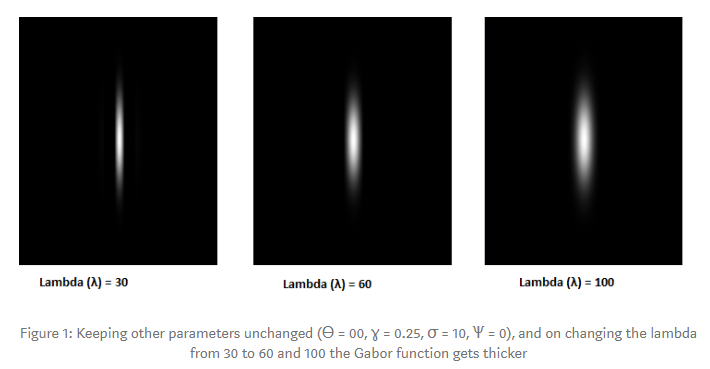 Lambda (λ) = 30
Lambda (λ) = 60
Lambda (λ) = 100
Figure 1: Keeping other parameters unchanged (Θ = 00, γ = 0.25, σ = 10, Ψ = 0), and on changing the lambda
from 30 to 60 and 100 the Gabor function gets thicker